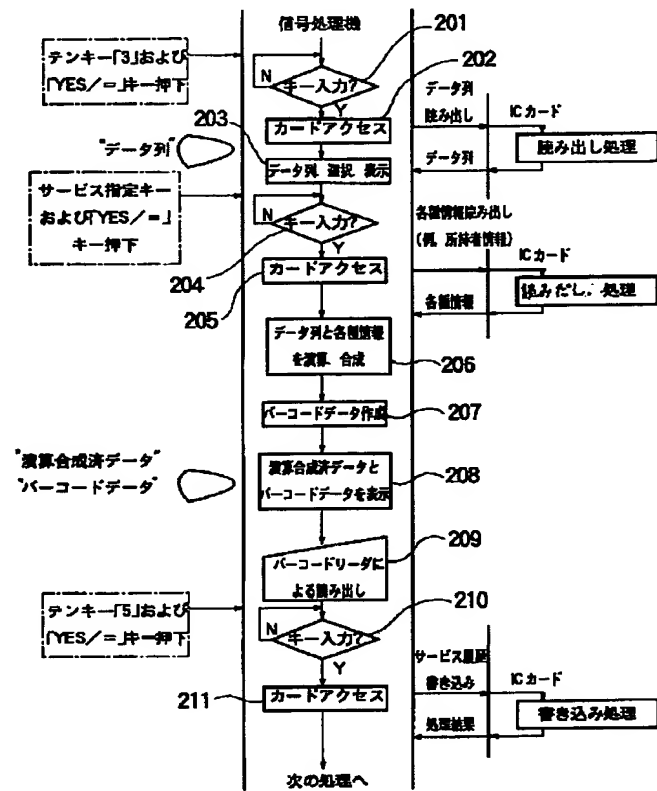 信号処理機
テンキー「3」および
「YES/=」キー押下
201
キー入力?
N
Y
202
カードアクセス
データ列
読み出し
ICカード
読み出し処理
データ列
"データ列"
203
データ列、選択、表示
サービス指定キー
および「YES/=」
キー押下
N
キー入力?
Y
204
各種情報読み出し
(例、所持者情報)
ICカード
カードアクセス
205
読みだし処理
各種情報
データ列と各種情報
を演算、合成
206
バーコードデータ作成
207
"演算合成済データ"
"バーコードデータ"
演算合成済データと
バーコードデータを表示
208
209
バーコードリーダに
よる読み出し
テンキー「5」および
「YES/=」キー押下
210
N
キー入力?
Y
サービス履歴
書き込み
ICカード
211
カードアクセス
書き込み処理
処理結果
次の処理へ